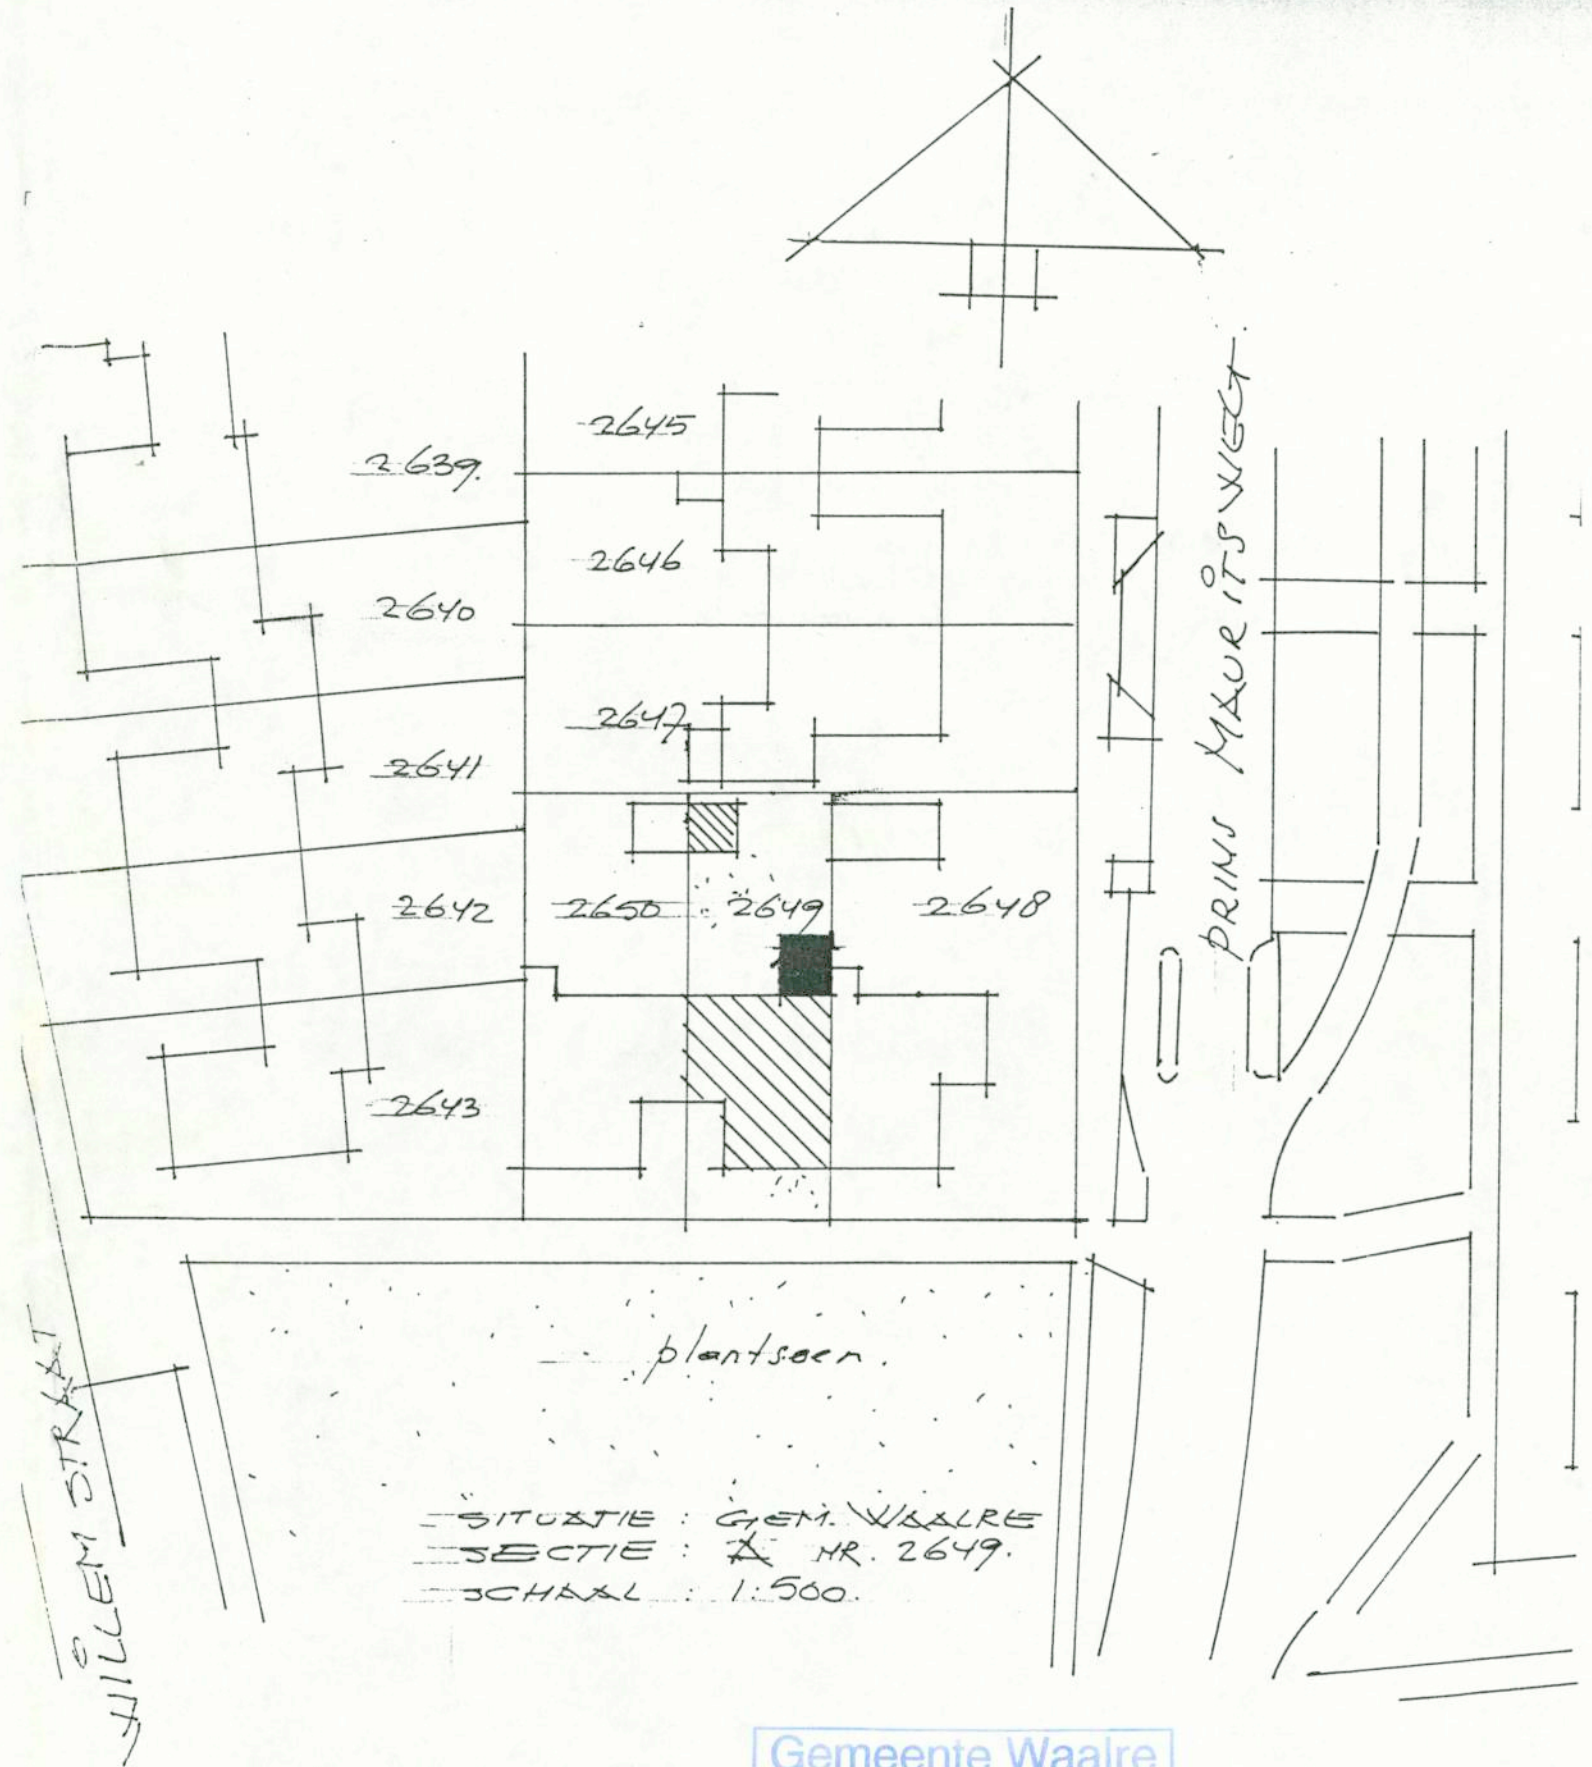 2645
2639.
2646
2640
2647
2641
2642
2650
2649
2648
2643
PRINS MAURITSWEG.
plantsoen.
WILLEM STRAAT
SITUATIE : GEM. WAALRE
SECTIE : A NR. 2649.
SCHAAL : 1:500.
Gemeente Waalre